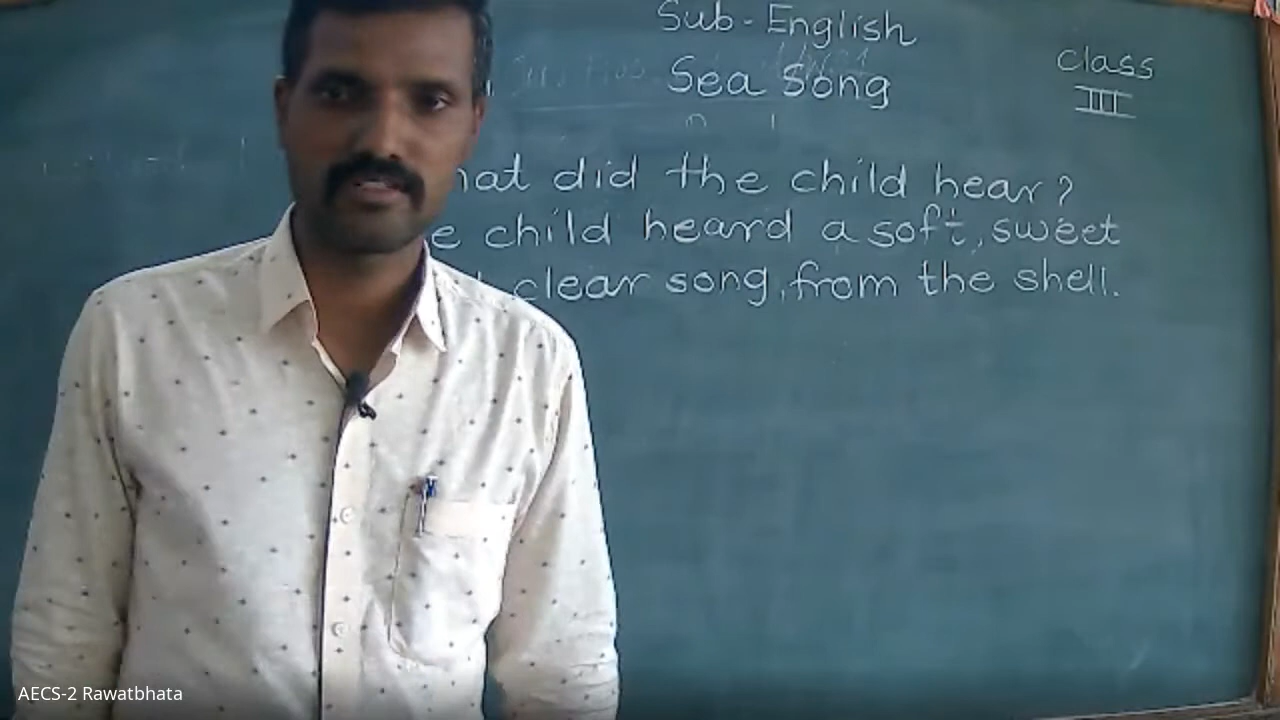 Sub-English
Sea Song
class
III
hat did the child hear?
e child heard a soft, sweet
clear song, from the shell.
AECS-2 Rawatbhata